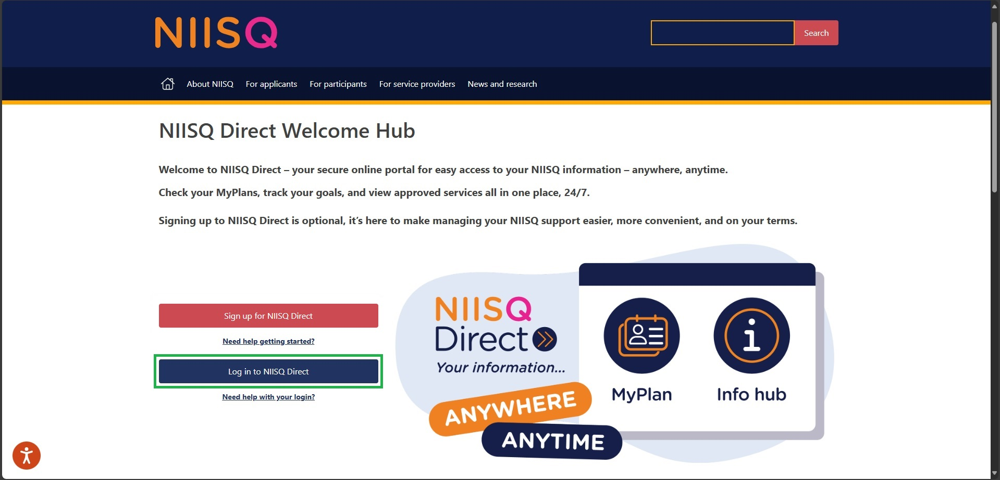 NIISQ
Search
About NIISQ
For applicants
For participants
For service providers
News and research
NIISQ Direct Welcome Hub
Welcome to NIISQ Direct – your secure online portal for easy access to your NIISQ information – anywhere, anytime.
Check your MyPlans, track your goals, and view approved services all in one place, 24/7.
Signing up to NIISQ Direct is optional, it’s here to make managing your NIISQ support easier, more convenient, and on your terms.
Sign up for NIISQ Direct
Need help getting started?
Log in to NIISQ Direct
Need help with your login?
NIISQ
Direct
Your information...
ANYWHERE
ANYTIME
MyPlan
Info hub